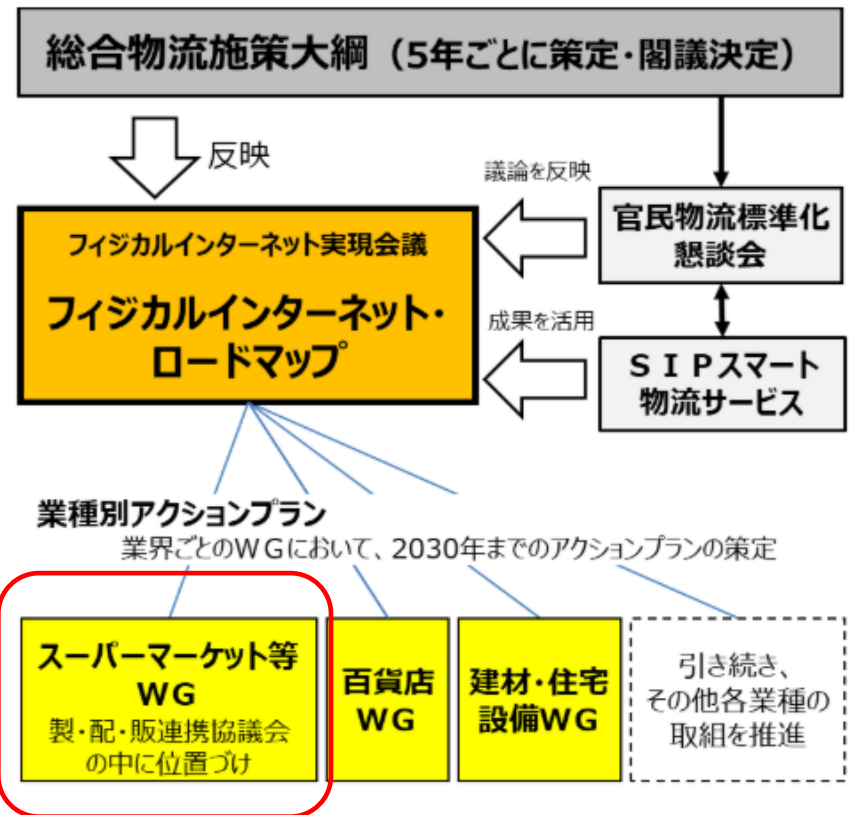 総合物流施策大綱(5年ごとに策定・閣議決定)
反映
議論を反映
官民物流標準化
懇談会
フィジカルインターネット実現会議
フィジカルインターネット・
ロードマップ
成果を活用
SIPスマート
物流サービス
業種別アクションプラン
業界ごとのWGにおいて、2030年までのアクションプランの策定
スーパーマーケット等
WG
製・配・販連携協議会
の中に位置づけ
百貨店
WG
建材・住宅
設備WG
引き続き、
その他各業種の
取組を推進